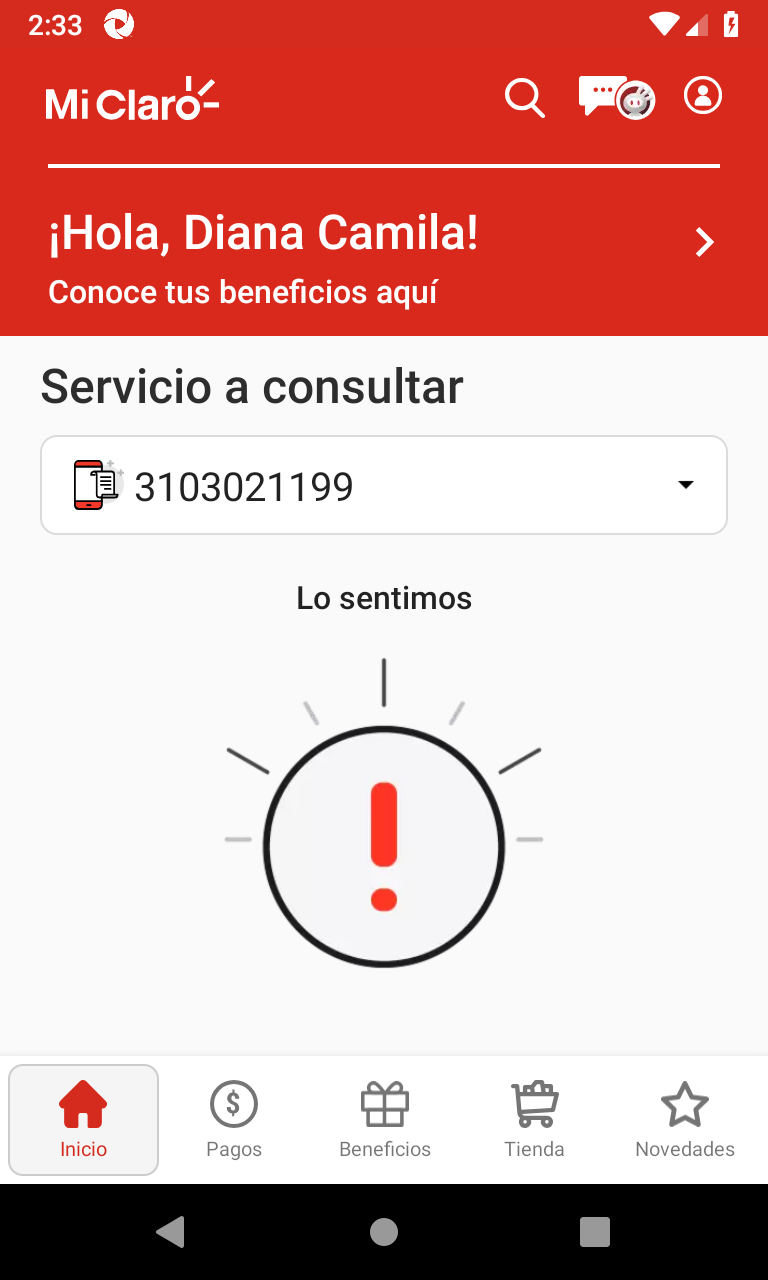 2:33
Mi Claro
¡Hola, Diana Camila!
Conoce tus beneficios aquí
Servicio a consultar
3103021199
Lo sentimos
Inicio
Pagos
Beneficios
Tienda
Novedades